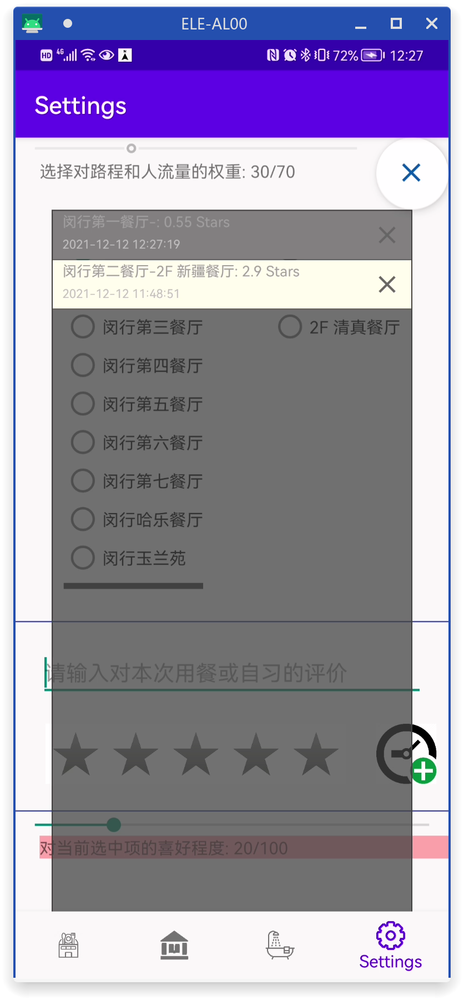 ELE-AL00
HD 4G 72% 12:27
Settings
选择对路程和人流量的权重: 30/70
闵行第一餐厅-: 0.55 Stars
2021-12-12 12:27:19
闵行第二餐厅-2F 新疆餐厅: 2.9 Stars
2021-12-12 11:48:51
闵行第三餐厅 2F 清真餐厅
闵行第四餐厅
闵行第五餐厅
闵行第六餐厅
闵行第七餐厅
闵行哈乐餐厅
闵行玉兰苑
请输入对本次用餐或自习的评价
对当前选中项的喜好程度: 20/100
Settings